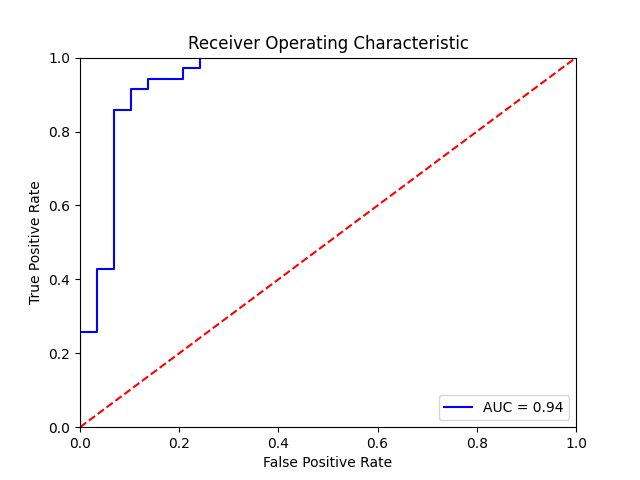 Receiver Operating Characteristic
1.0
0.8
0.6
0.4
0.2
0.0
True Positive Rate
AUC = 0.94
0.0 0.2 0.4 0.6 0.8 1.0
False Positive Rate